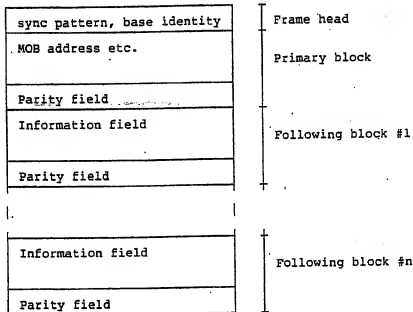 sync pattern, base identity
Frame head
MOB address etc.
Primary block
Parity field
Information field
Following block #1
Parity field
Information field
Following block #n
Parity field